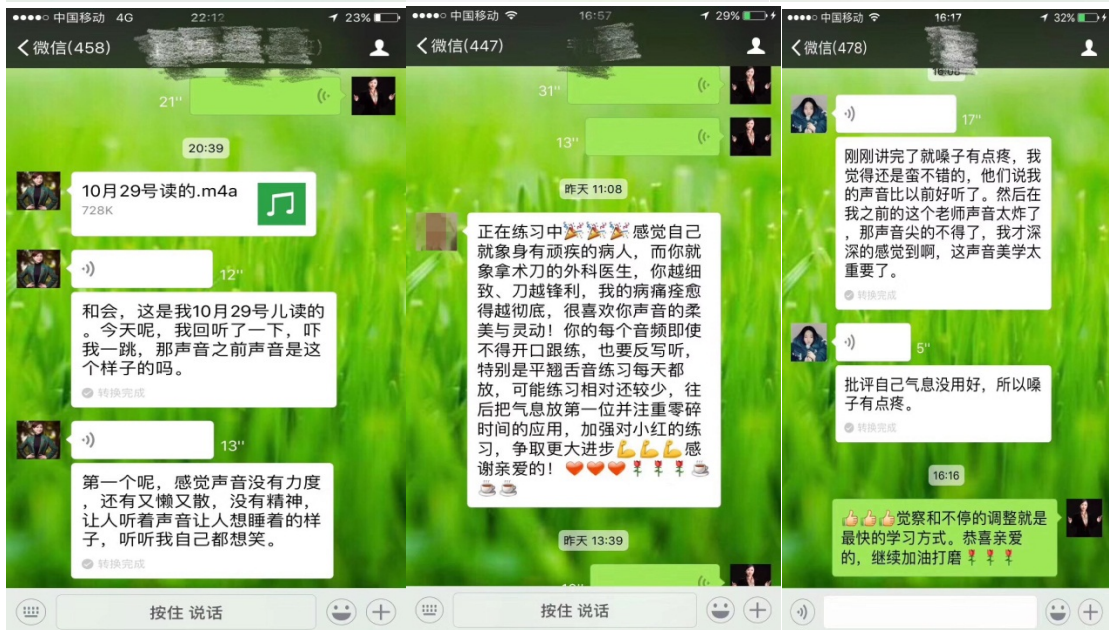 中国移动 4G 22:12 23%
微信(458)
21''
20:39
10月29号读的.m4a
728K
12''
和会，这是我10月29号儿读的
。今天呢，我回听了一下，吓
我一跳，那声音之前声音是这
个样子的吗。
转换完成
13''
第一个呢，感觉声音没有力度
，还有又懒又散，没有精神，
让人听着声音让人想睡着的样
子，听听我自己都想笑。
转换完成
按住 说话
中国移动 16:57 29%
微信(447)
31''
13''
昨天 11:08
正在练习中🎉🎉🎉感觉自己
就象身有顽疾的病人，而你就
象拿术刀的外科医生，你越细
致、刀越锋利，我的病痛痊愈
得越彻底，很喜欢你声音的柔
美与灵动！你的每个音频即使
不得开口跟练，也要反写听，
特别是平翘舌音练习每天都
放，可能练习相对还较少，往
后把气息放第一位并注重零碎
时间的应用，加强对小红的练
习，争取更大进步💪💪💪感
谢亲爱的！❤❤❤🌹🌹🌹☕
☕☕
昨天 13:39
按住 说话
中国移动 16:17 32%
微信(478)
16:08
17''
刚刚讲完了就嗓子有点疼，我
觉得还是蛮不错的，他们说我
的声音比以前好听了。然后在
我之前的这个老师声音太炸了
，那声音尖的不得了，我才深
深的感觉到啊，这声音美学太
重要了。
转换完成
5''
批评自己气息没用好，所以嗓
子有点疼。
转换完成
16:16
👍👍👍觉察和不停的调整就是
最快的学习方式。恭喜亲爱
的，继续加油打磨🌹🌹🌹